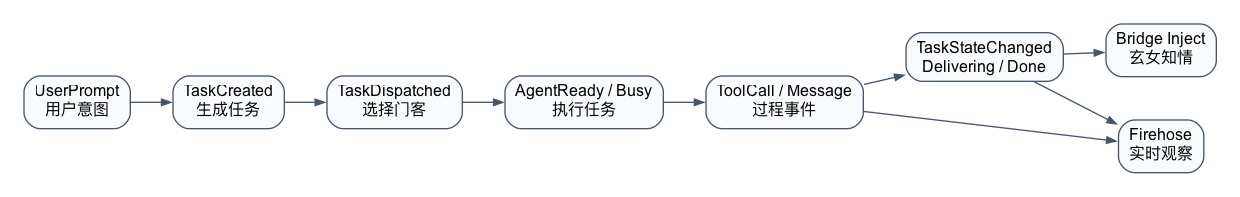 UserPrompt
用户意图
TaskCreated
生成任务
TaskDispatched
选择门客
AgentReady / Busy
执行任务
ToolCall / Message
过程事件
TaskStateChanged
Delivering / Done
Bridge Inject
玄女知情
Firehose
实时观察